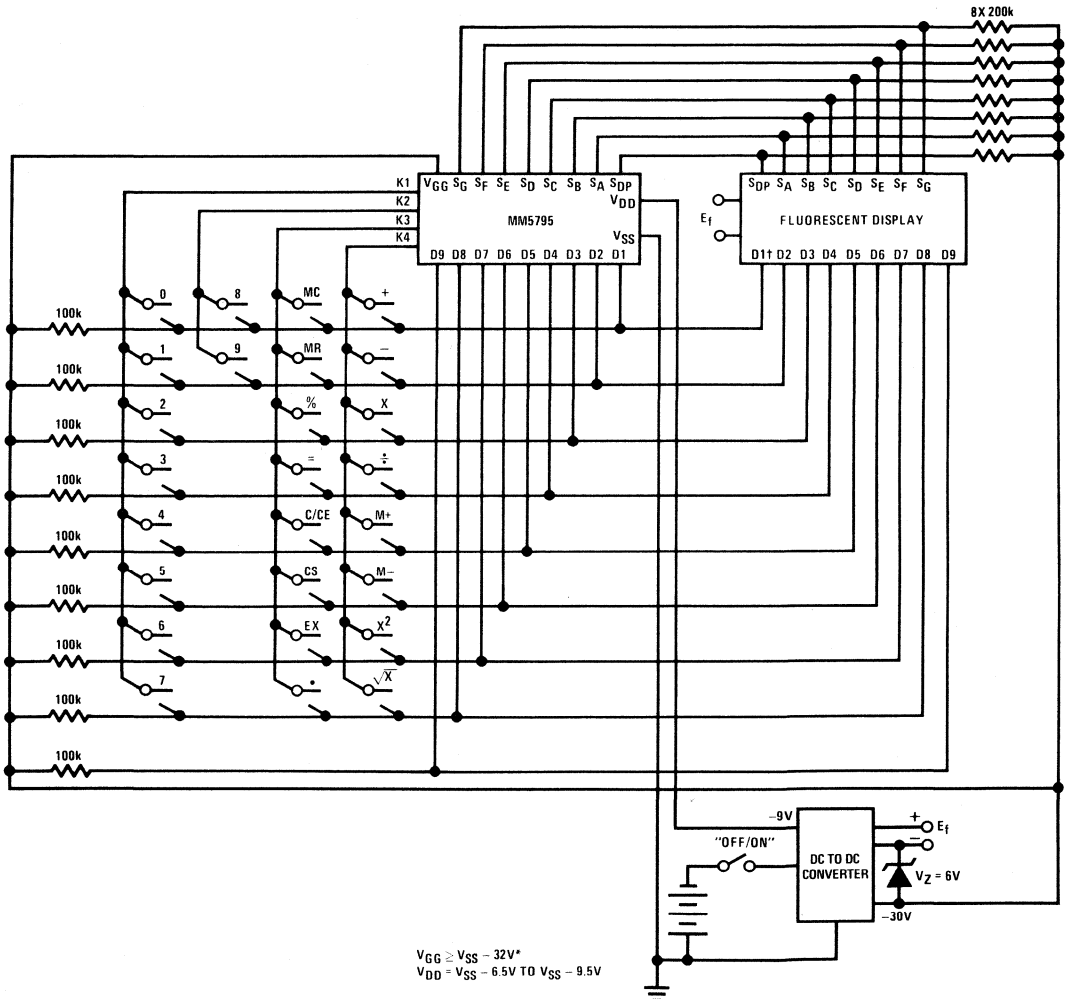 8X 200k
K1
K2
K3
K4
VGG SG SF SE SD SC SB SA SDP
VDD
MM5795
VSS
D9 D8 D7 D6 D5 D4 D3 D2 D1
SDP SA SB SC SD SE SF SG
Ef
FLUORESCENT DISPLAY
D1† D2 D3 D4 D5 D6 D7 D8 D9
0 8 MC +
100k
1 9 MR −
100k
2 % X
100k
3 = ÷
100k
4 C/CE M+
100k
5 CS M−
100k
6 EX X²
100k
7 • √X
100k
100k
−9V
"OFF/ON"
DC TO DC
CONVERTER
+ Ef
−
VZ = 6V
−30V
VGG ≥ VSS − 32V*
VDD = VSS − 6.5V TO VSS − 9.5V